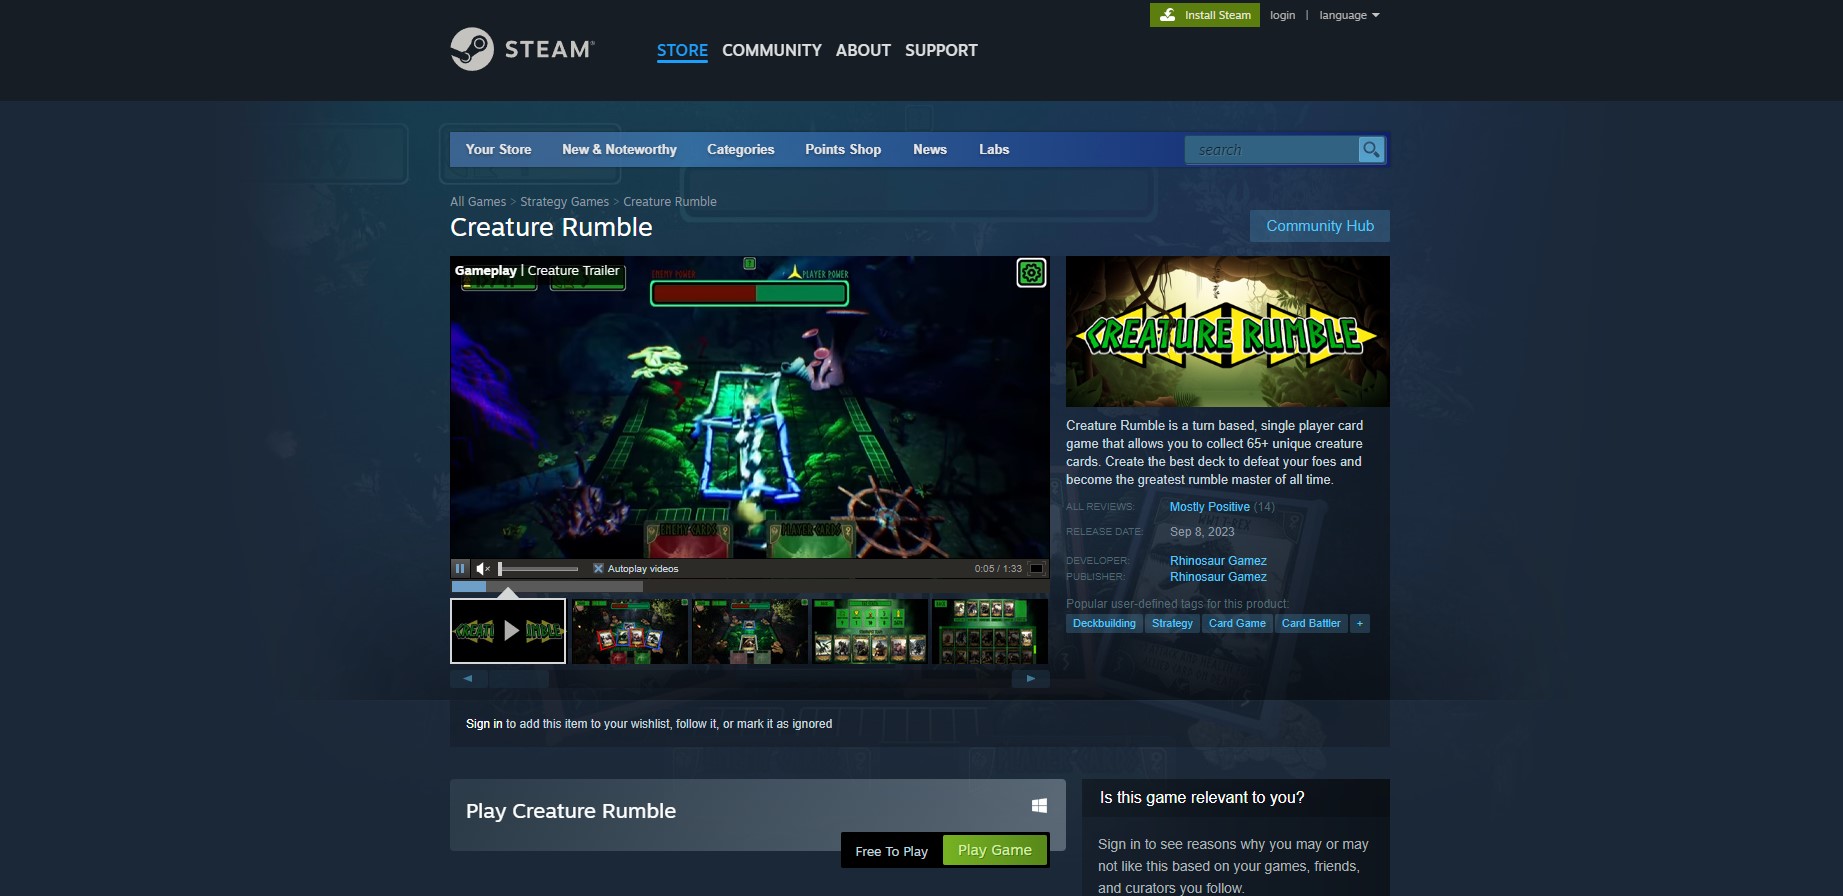 Install Steam login | language
STEAM®
STORE COMMUNITY ABOUT SUPPORT
Your Store New & Noteworthy Categories Points Shop News Labs search
All Games > Strategy Games > Creature Rumble
Creature Rumble
Community Hub
Gameplay | Creature Trailer
ENEMY POWER
PLAYER POWER
ENEMY CARDS
PLAYER CARDS
Autoplay videos
0:05 / 1:33
CREATURE RUMBLE
Creature Rumble is a turn based, single player card
game that allows you to collect 65+ unique creature
cards. Create the best deck to defeat your foes and
become the greatest rumble master of all time.
ALL REVIEWS: Mostly Positive (14)
RELEASE DATE: Sep 8, 2023
DEVELOPER: Rhinosaur Gamez
PUBLISHER: Rhinosaur Gamez
Popular user-defined tags for this product:
Deckbuilding Strategy Card Game Card Battler +
Sign in to add this item to your wishlist, follow it, or mark it as ignored
Play Creature Rumble
Free To Play Play Game
Is this game relevant to you?
Sign in to see reasons why you may or may
not like this based on your games, friends,
and curators you follow.